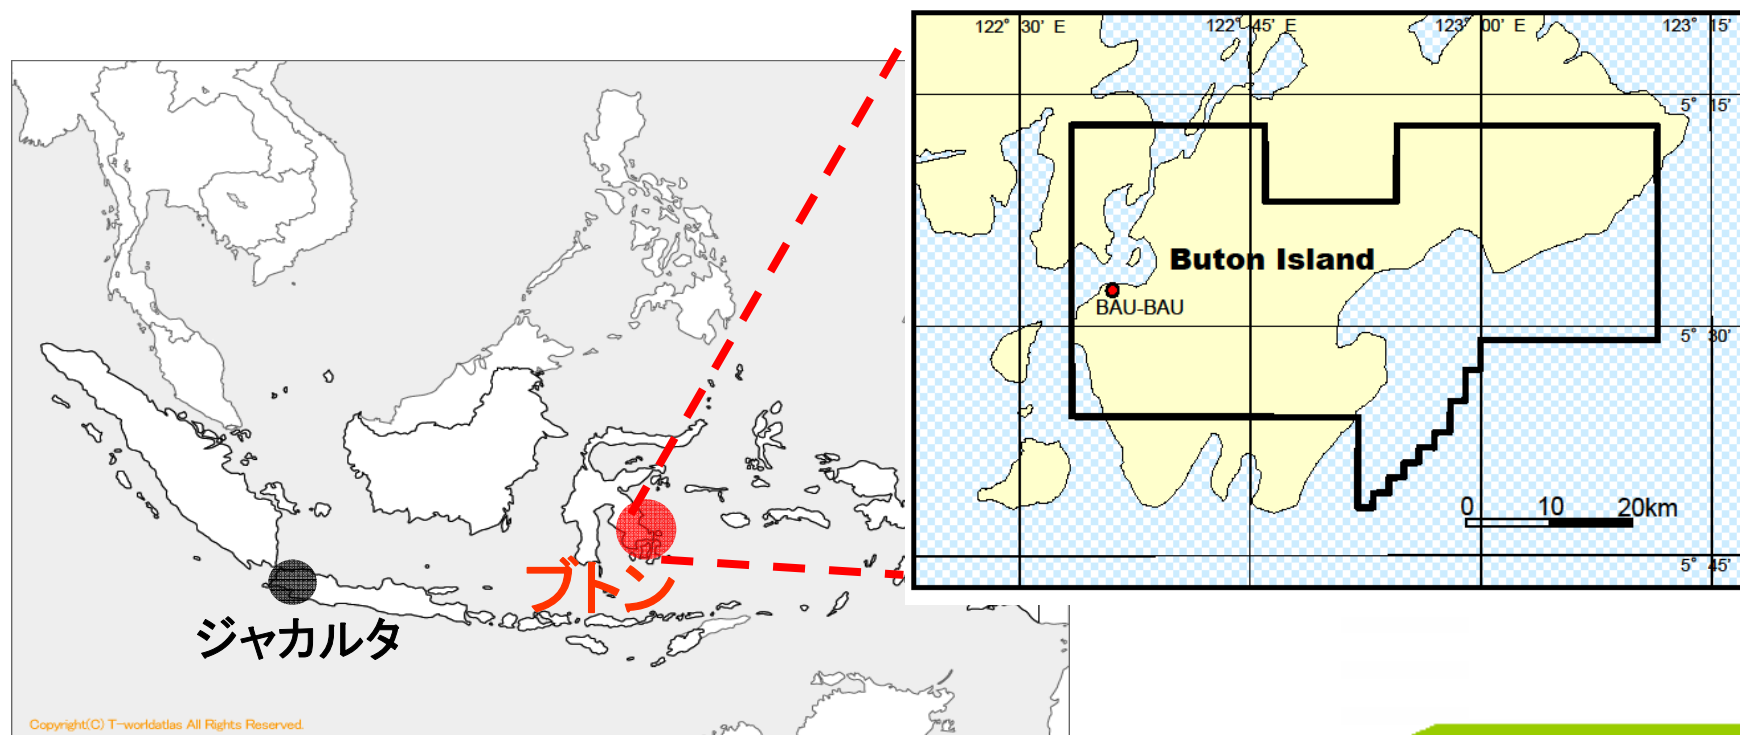 122° 30' E 122° 45' E 123° 00' E 123° 15'
5° 15'
Buton Island
BAU-BAU
5° 30'
0 10 20km
5° 45'
ブトン
ジャカルタ
Copyright(C) T-worldatlas All Rights Reserved.